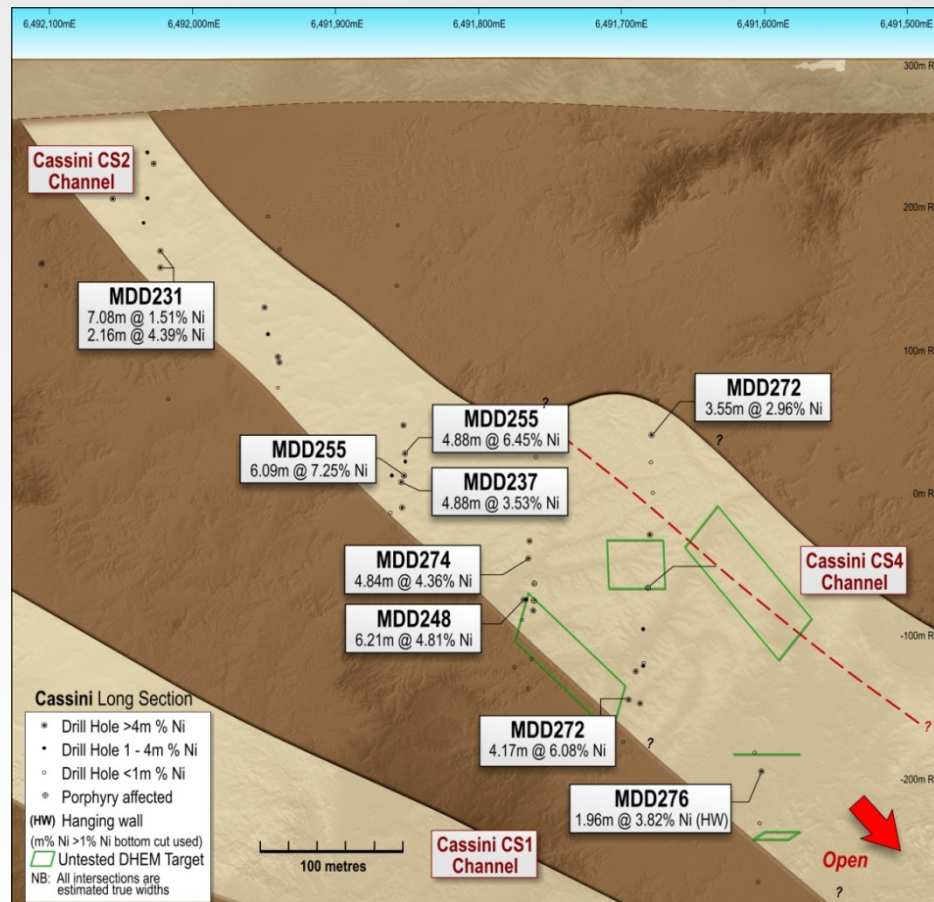 6,492,100mE 6,492,000mE 6,491,900mE 6,491,800mE 6,491,700mE 6,491,600mE 6,491,500mE
300m R
Cassini CS2
Channel
200m R
MDD231
7.08m @ 1.51% Ni
2.16m @ 4.39% Ni
100m R
MDD272
3.55m @ 2.96% Ni
?
?
MDD255
4.88m @ 6.45% Ni
MDD255
6.09m @ 7.25% Ni
MDD237
4.88m @ 3.53% Ni
0m R
MDD274
4.84m @ 4.36% Ni
Cassini CS4
Channel
MDD248
6.21m @ 4.81% Ni
-100m R
MDD272
4.17m @ 6.08% Ni
?
?
-200m R
MDD276
1.96m @ 3.82% Ni (HW)
Open
?
Cassini CS1
Channel
100 metres
Cassini Long Section
Drill Hole >4m % Ni
Drill Hole 1 - 4m % Ni
Drill Hole <1m % Ni
Porphyry affected
(HW) Hanging wall
(m% Ni >1% Ni bottom cut used)
Untested DHEM Target
NB: All intersections are
estimated true widths